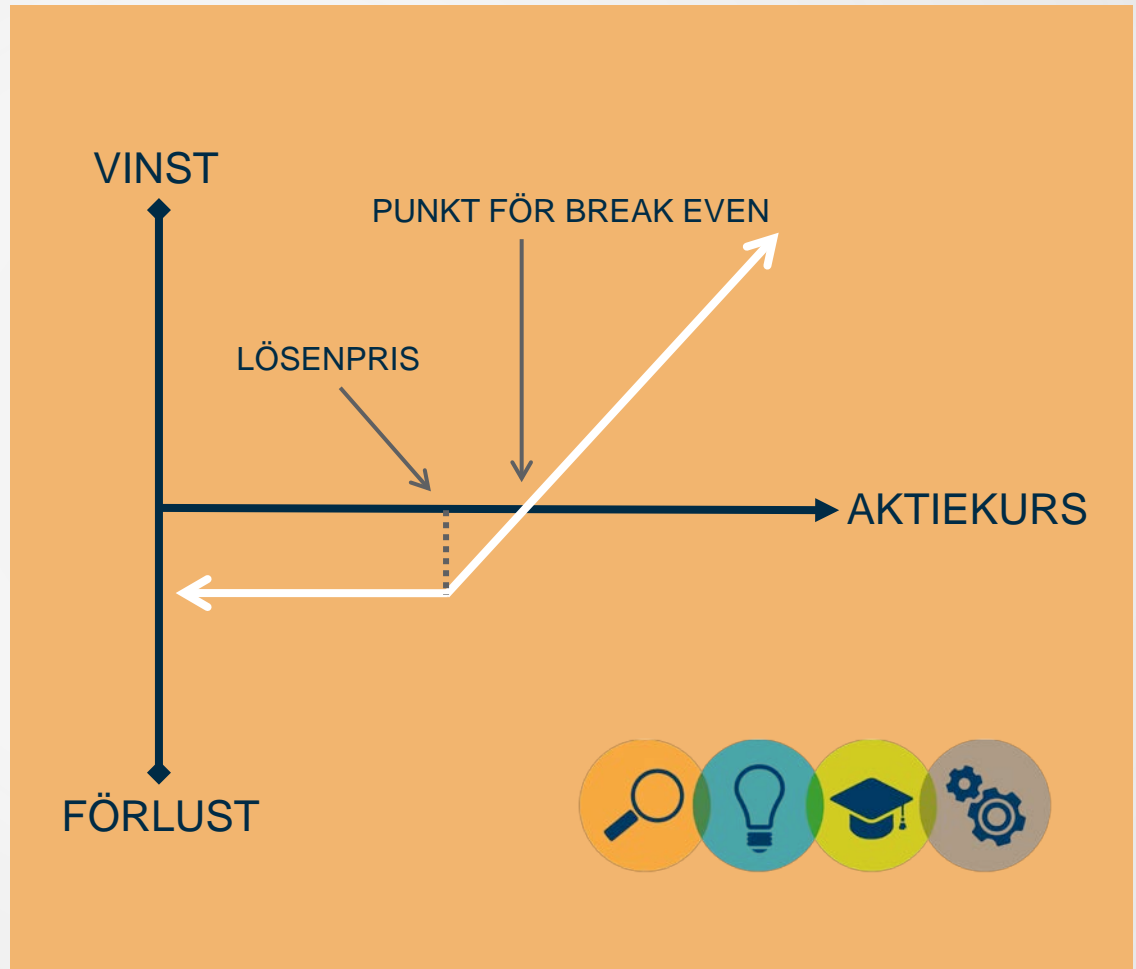 VINST
PUNKT FÖR BREAK EVEN
LÖSENPRIS
AKTIEKURS
FÖRLUST